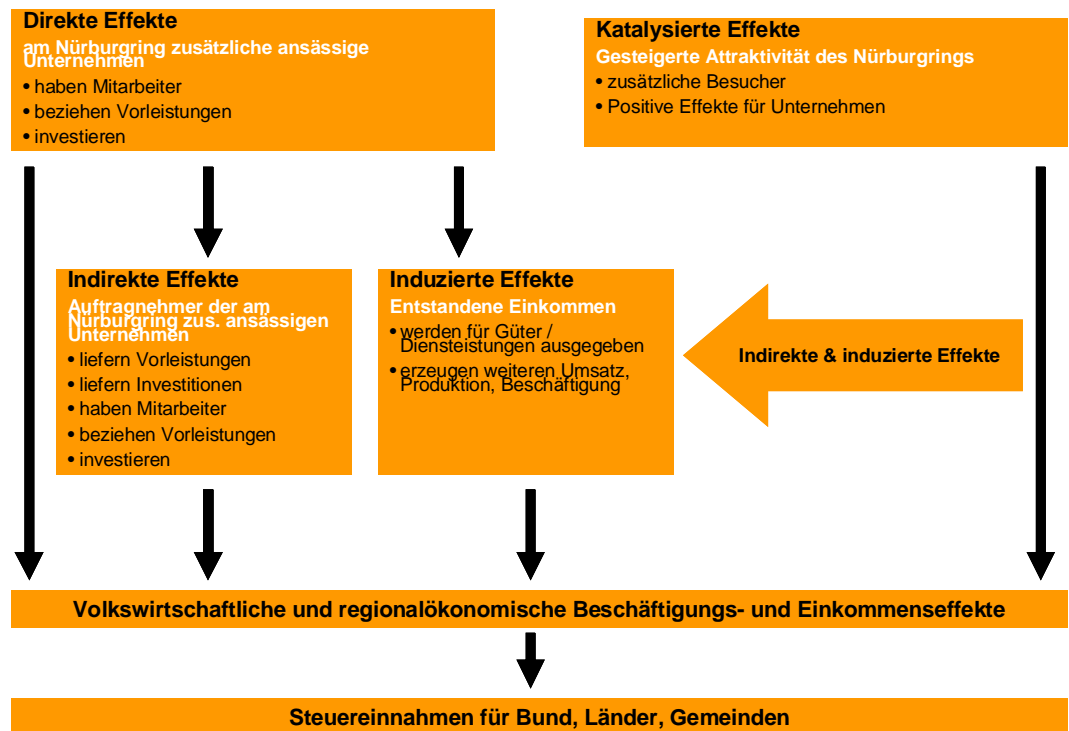 Direkte Effekte
am Nürburgring zusätzliche ansässige
Unternehmen
• haben Mitarbeiter
• beziehen Vorleistungen
• investieren
Katalysierte Effekte
Gesteigerte Attraktivität des Nürburgrings
• zusätzliche Besucher
• Positive Effekte für Unternehmen
Indirekte Effekte
Auftragnehmer der am
Nürburgring zus. ansässigen
Unternehmen
• liefern Vorleistungen
• liefern Investitionen
• haben Mitarbeiter
• beziehen Vorleistungen
• investieren
Induzierte Effekte
Entstandene Einkommen
• werden für Güter /
Diensteistungen ausgegeben
• erzeugen weiteren Umsatz,
Produktion, Beschäftigung
Indirekte & induzierte Effekte
Volkswirtschaftliche und regionalökonomische Beschäftigungs- und Einkommenseffekte
Steuereinnahmen für Bund, Länder, Gemeinden